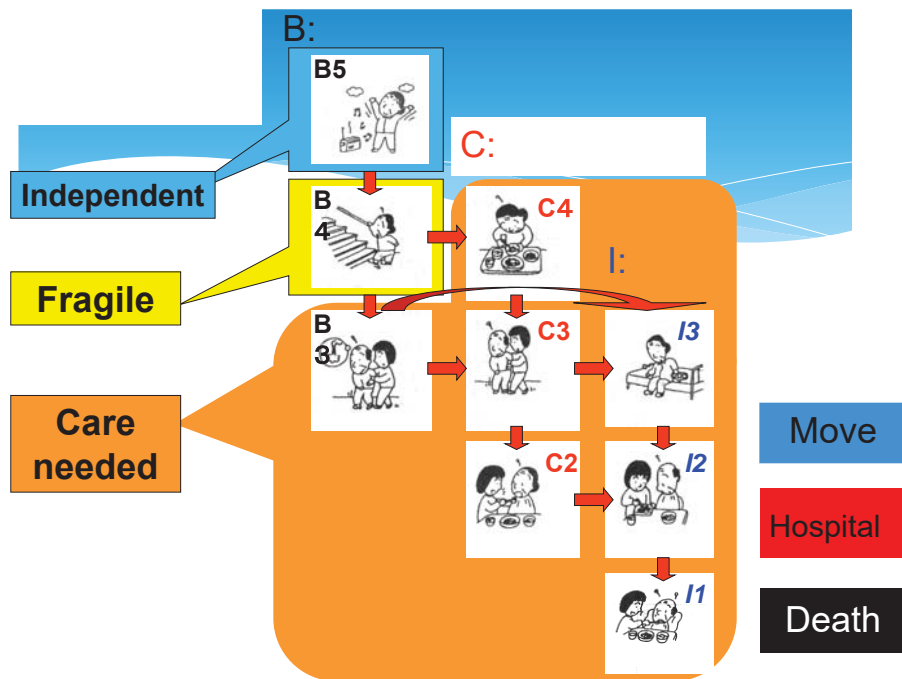 B:
B5
C:
Independent
B
4
C4
I:
Fragile
B
3
C3
I3
Care
needed
Move
C2
I2
Hospital
I1
Death